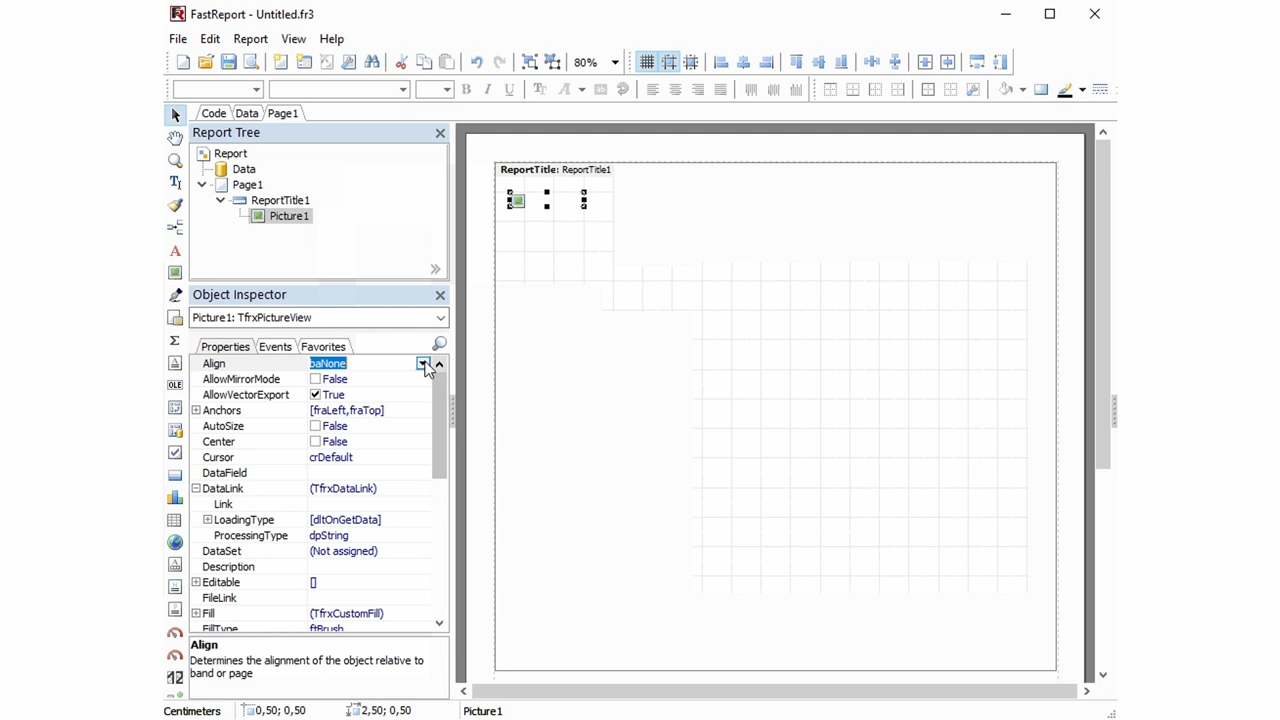 FastReport - Untitled.fr3
File Edit Report View Help
80%
B I U
Code Data Page1
Report Tree
Report
Data
Page1
ReportTitle1
Picture1
Object Inspector
Picture1: TfrxPictureView
Properties Events Favorites
Align baNone
AllowMirrorMode False
AllowVectorExport True
Anchors [fraLeft,fraTop]
AutoSize False
Center False
Cursor crDefault
DataField
DataLink (TfrxDataLink)
Link
LoadingType [dltOnGetData]
ProcessingType dpString
DataSet (Not assigned)
Description
Editable []
FileLink
Fill (TfrxCustomFill)
FillType ftBrush
Align
Determines the alignment of the object relative to
band or page
ReportTitle: ReportTitle1
Centimeters 0,50; 0,50 2,50; 0,50 Picture1